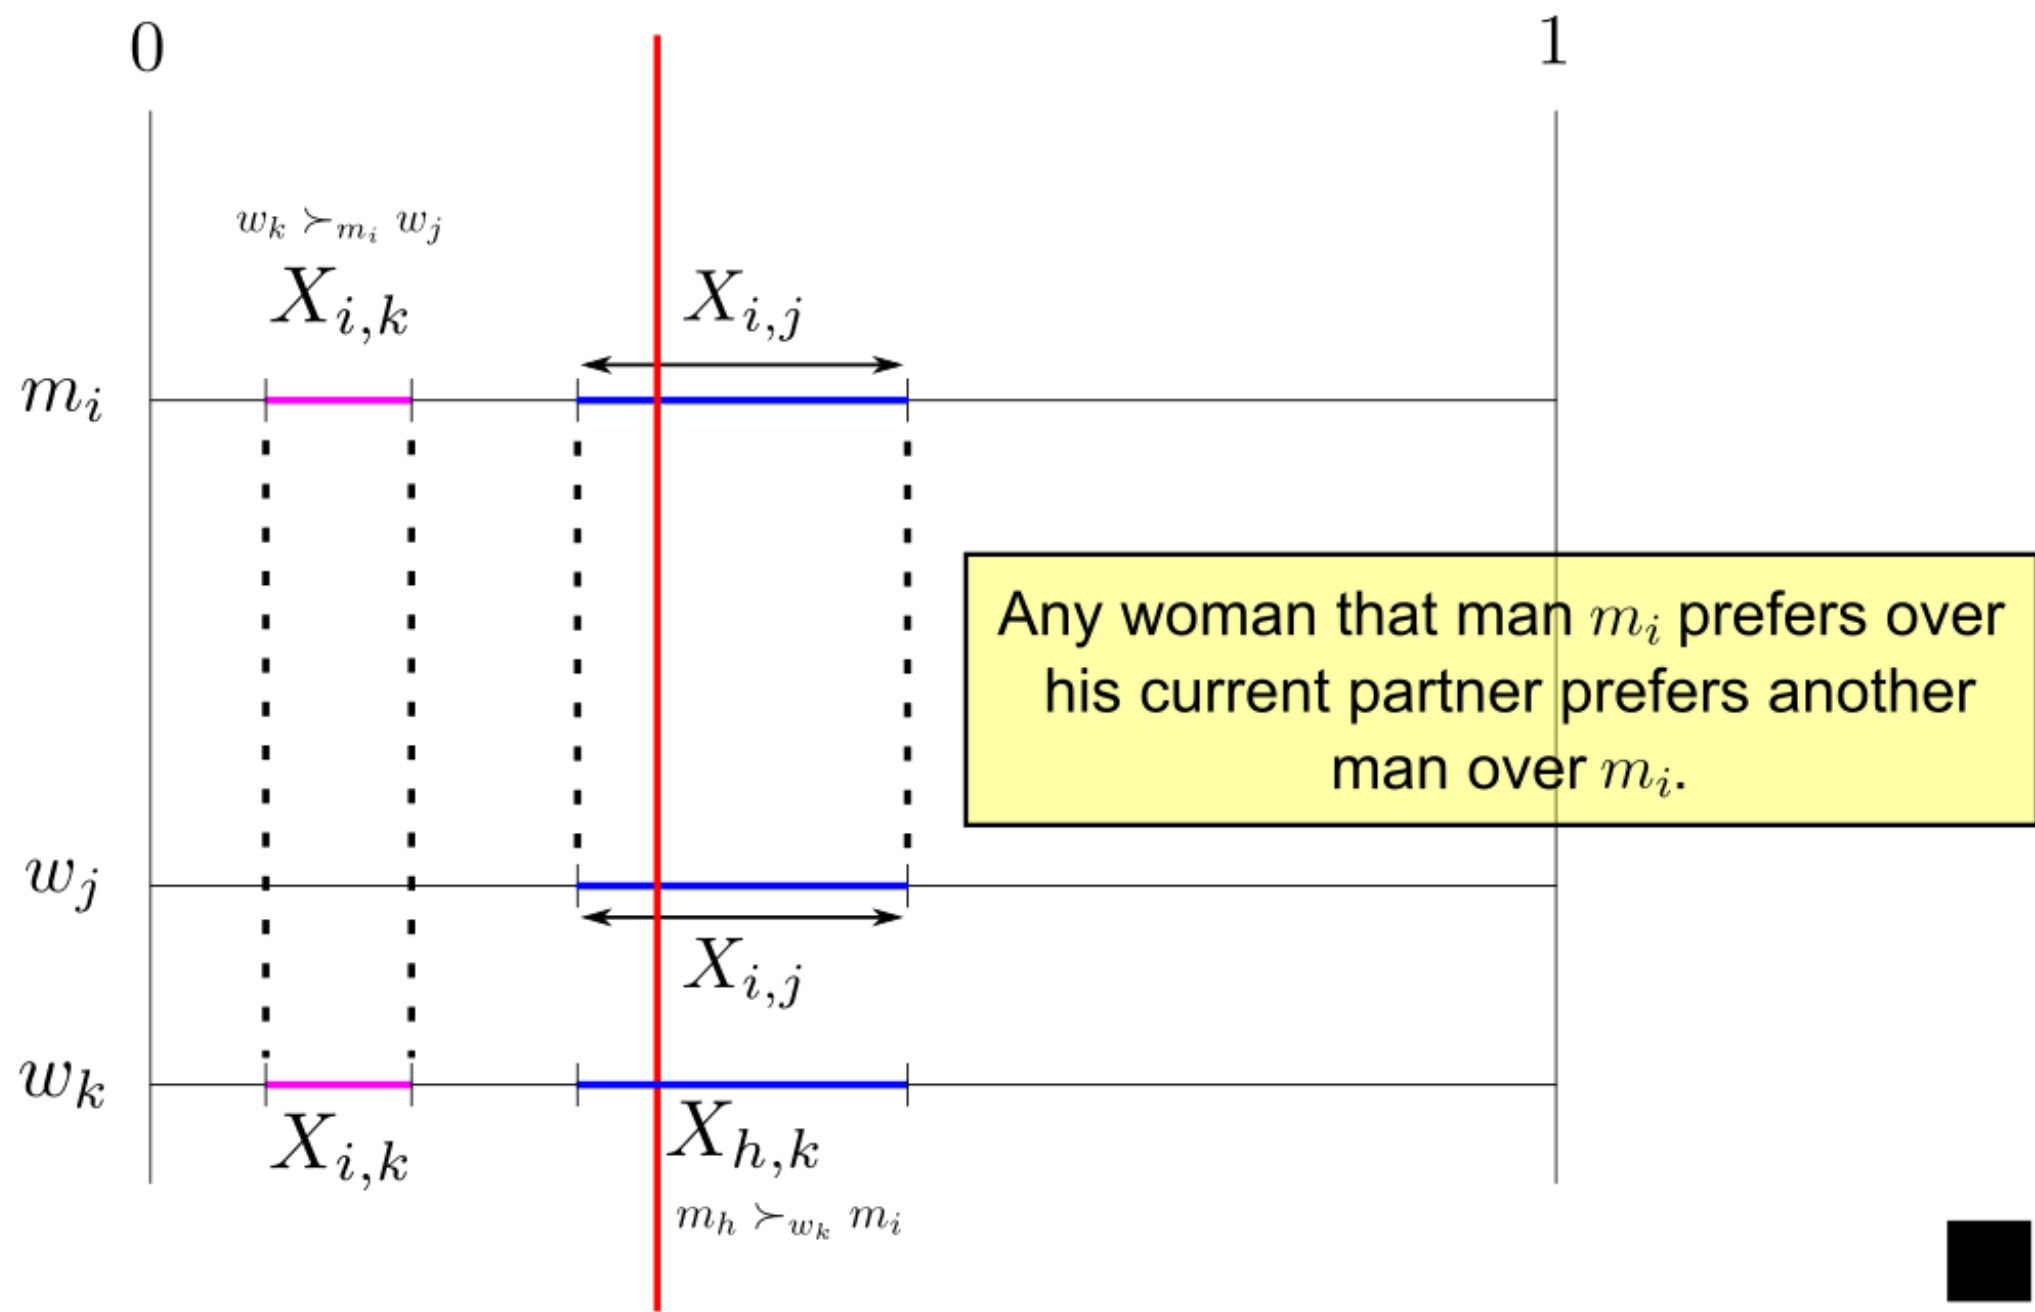 0
1
w_k ≻_{m_i} w_j
X_{i,k}
X_{i,j}
m_i
Any woman that man m_i prefers over
his current partner prefers another
man over m_i.
w_j
X_{i,j}
w_k
X_{i,k}
X_{h,k}
m_h ≻_{w_k} m_i